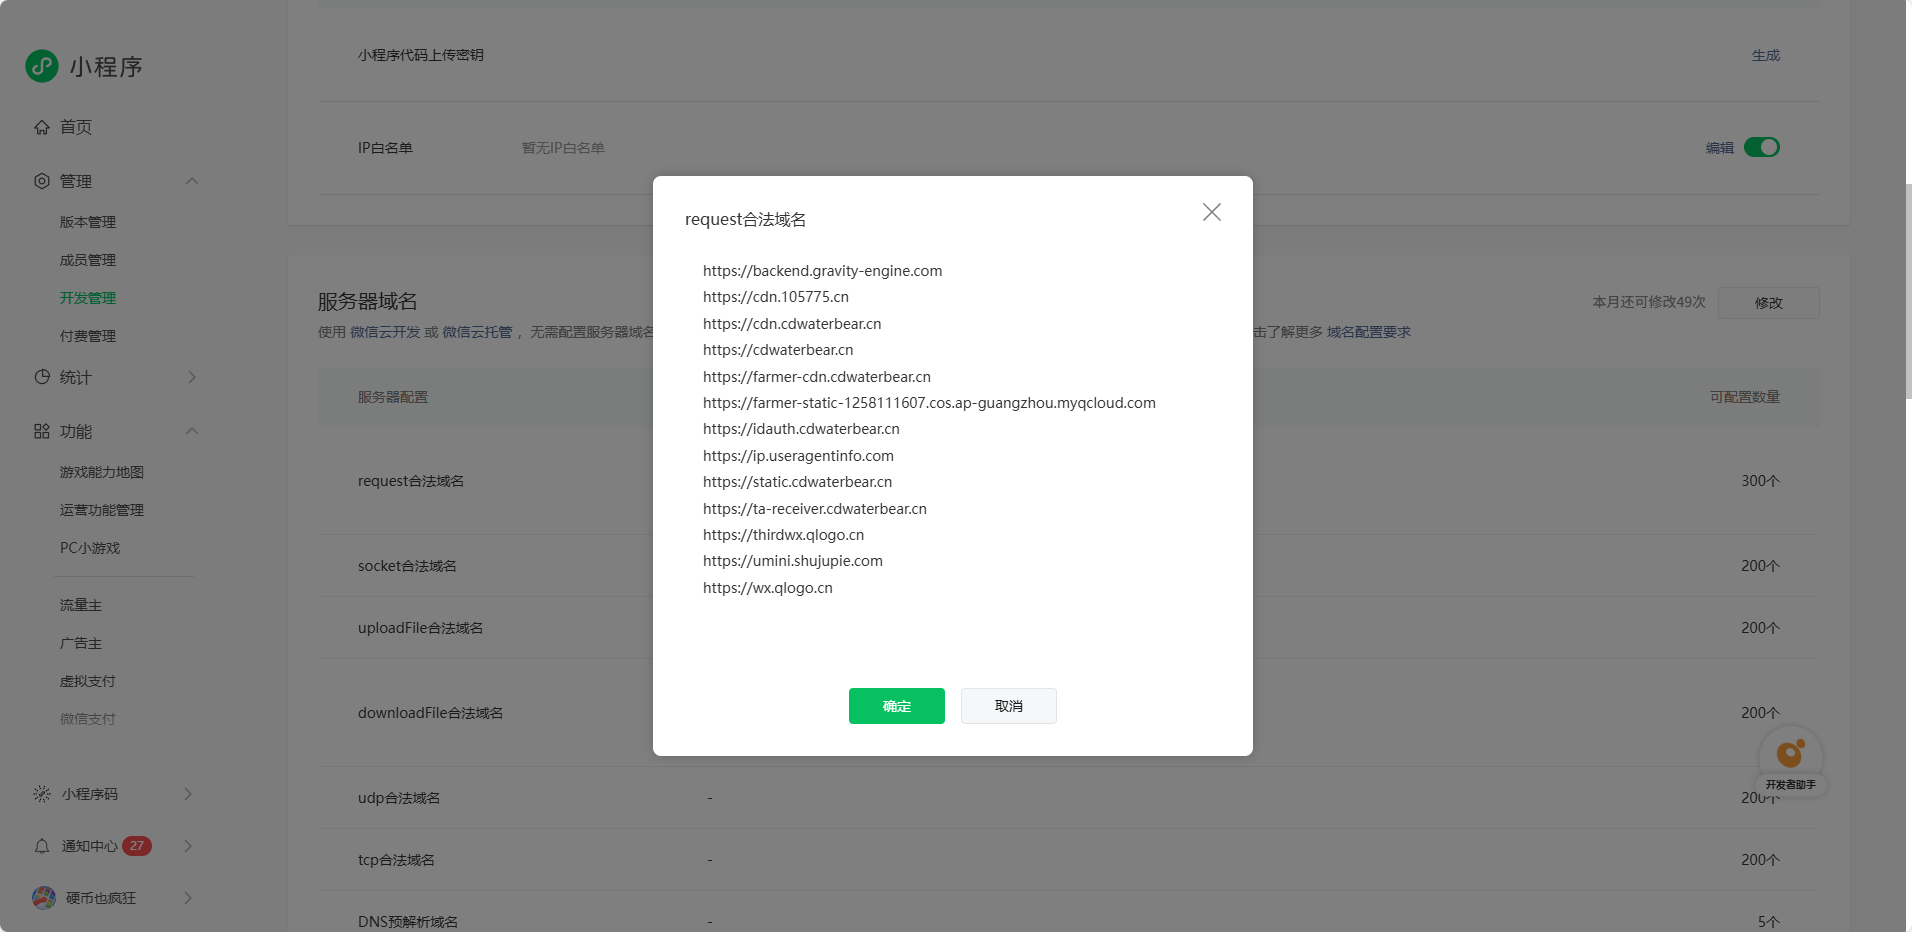 小程序
首页
管理
版本管理
成员管理
开发管理
付费管理
统计
功能
游戏能力地图
运营功能管理
PC小游戏
流量主
广告主
虚拟支付
微信支付
小程序码
通知中心 27
硬币也疯狂
小程序代码上传密钥 生成
IP白名单 暂无IP白名单 编辑
服务器域名 本月还可修改49次 修改
使用 微信云开发 或 微信云托管 ，无需配置服务器域名 击了解更多 域名配置要求
服务器配置 可配置数量
request合法域名 300个
socket合法域名 200个
uploadFile合法域名 200个
downloadFile合法域名 200个
udp合法域名 - 200个
tcp合法域名 - 200个
DNS预解析域名 - 5个
开发者助手
request合法域名
https://backend.gravity-engine.com
https://cdn.105775.cn
https://cdn.cdwaterbear.cn
https://cdwaterbear.cn
https://farmer-cdn.cdwaterbear.cn
https://farmer-static-1258111607.cos.ap-guangzhou.myqcloud.com
https://idauth.cdwaterbear.cn
https://ip.useragentinfo.com
https://static.cdwaterbear.cn
https://ta-receiver.cdwaterbear.cn
https://thirdwx.qlogo.cn
https://umini.shujupie.com
https://wx.qlogo.cn
确定 取消